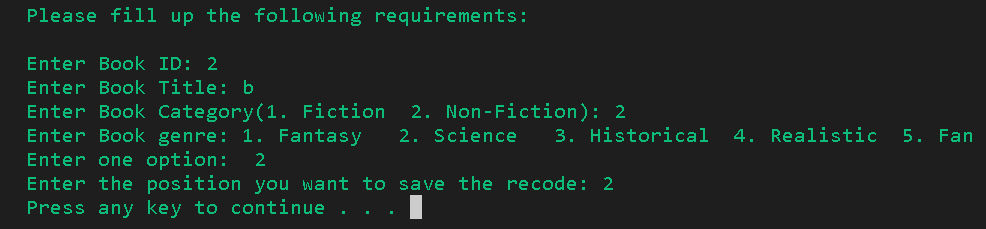 Please fill up the following requirements:
Enter Book ID: 2
Enter Book Title: b
Enter Book Category(1. Fiction  2. Non-Fiction): 2
Enter Book genre: 1. Fantasy   2. Science   3. Historical  4. Realistic  5. Fan
Enter one option:  2
Enter the position you want to save the recode: 2
Press any key to continue . . .